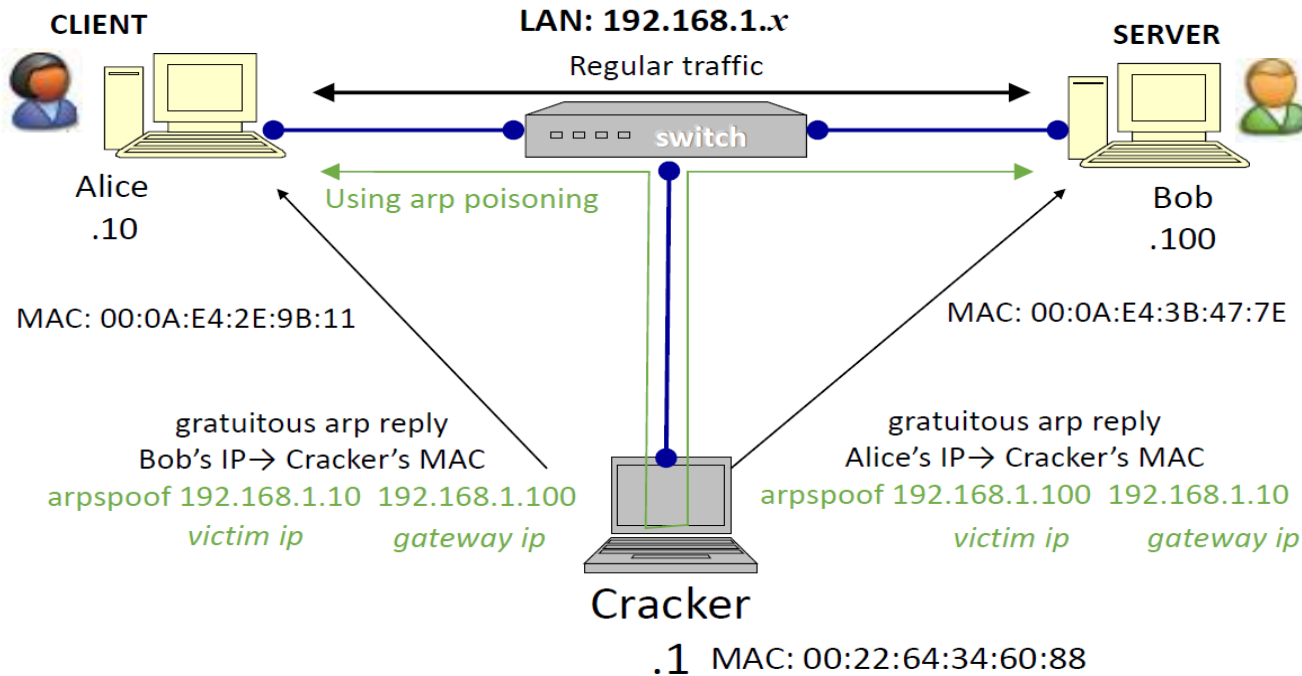 CLIENT
LAN: 192.168.1.x
SERVER
Regular traffic
switch
Using arp poisoning
Alice
.10
Bob
.100
MAC: 00:0A:E4:2E:9B:11
MAC: 00:0A:E4:3B:47:7E
gratuitous arp reply
Bob's IP→ Cracker's MAC
arpspoof 192.168.1.10 192.168.1.100
victim ip gateway ip
gratuitous arp reply
Alice's IP→ Cracker's MAC
arpspoof 192.168.1.100 192.168.1.10
victim ip gateway ip
Cracker
.1 MAC: 00:22:64:34:60:88